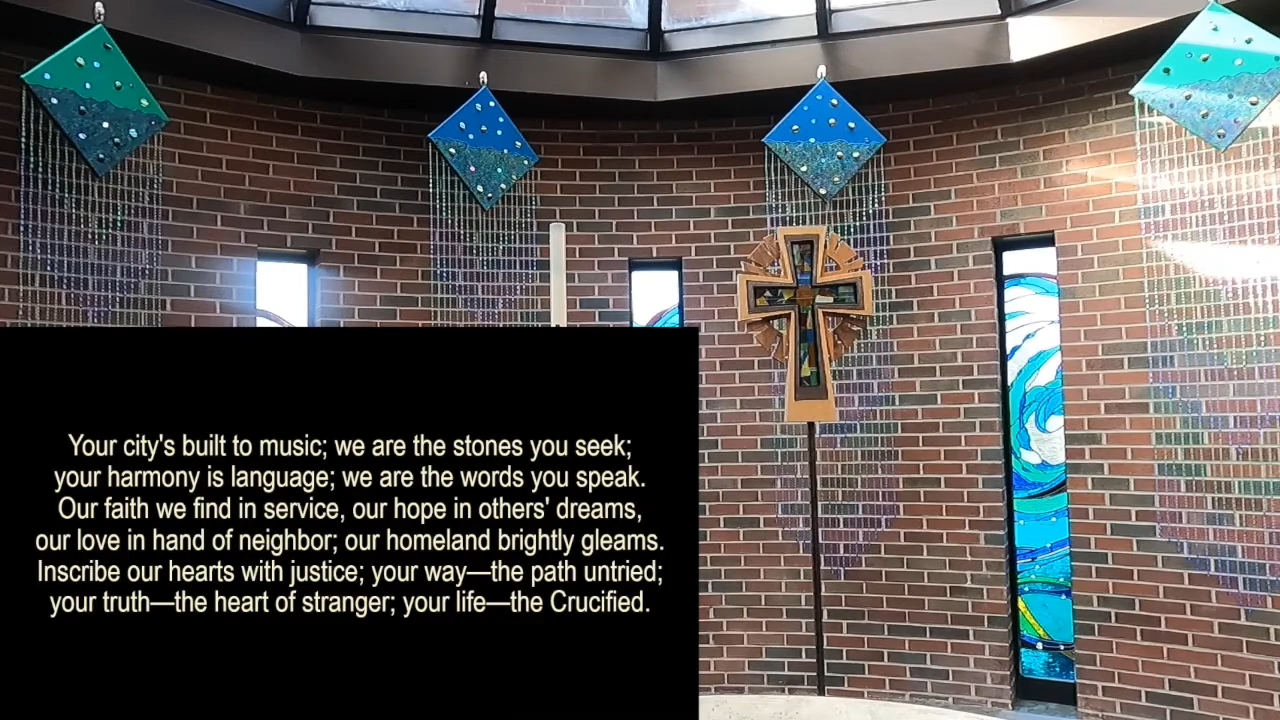 Your city's built to music; we are the stones you seek;
your harmony is language; we are the words you speak.
Our faith we find in service, our hope in others' dreams,
our love in hand of neighbor; our homeland brightly gleams.
Inscribe our hearts with justice; your way—the path untried;
your truth—the heart of stranger; your life—the Crucified.